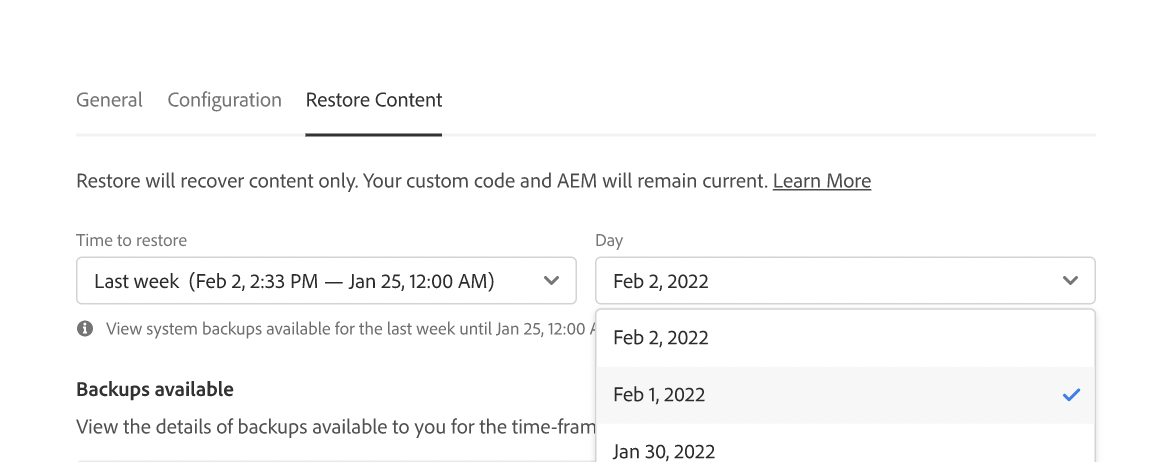 General Configuration Restore Content
Restore will recover content only. Your custom code and AEM will remain current. Learn More
Time to restore Day
Last week (Feb 2, 2:33 PM — Jan 25, 12:00 AM) Feb 2, 2022
View system backups available for the last week until Jan 25, 12:00
Feb 2, 2022
Backups available
Feb 1, 2022
View the details of backups available to you for the
Jan 30, 2022